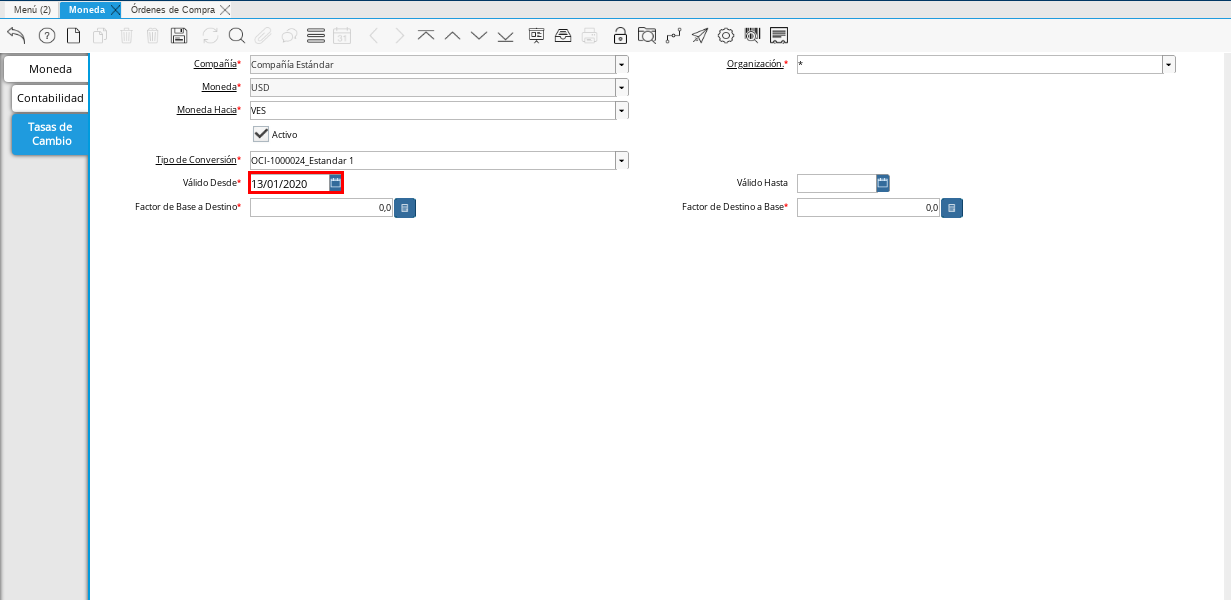 Menú (2) Moneda Órdenes de Compra
?
31
Moneda
Contabilidad
Tasas de
Cambio
Compañía* Compañía Estándar Organización.* *
Moneda* USD
Moneda Hacia* VES
Activo
Tipo de Conversión* OCI-1000024_Estandar 1
Válido Desde* 13/01/2020 Válido Hasta
Factor de Base a Destino* 0,0 Factor de Destino a Base* 0,0